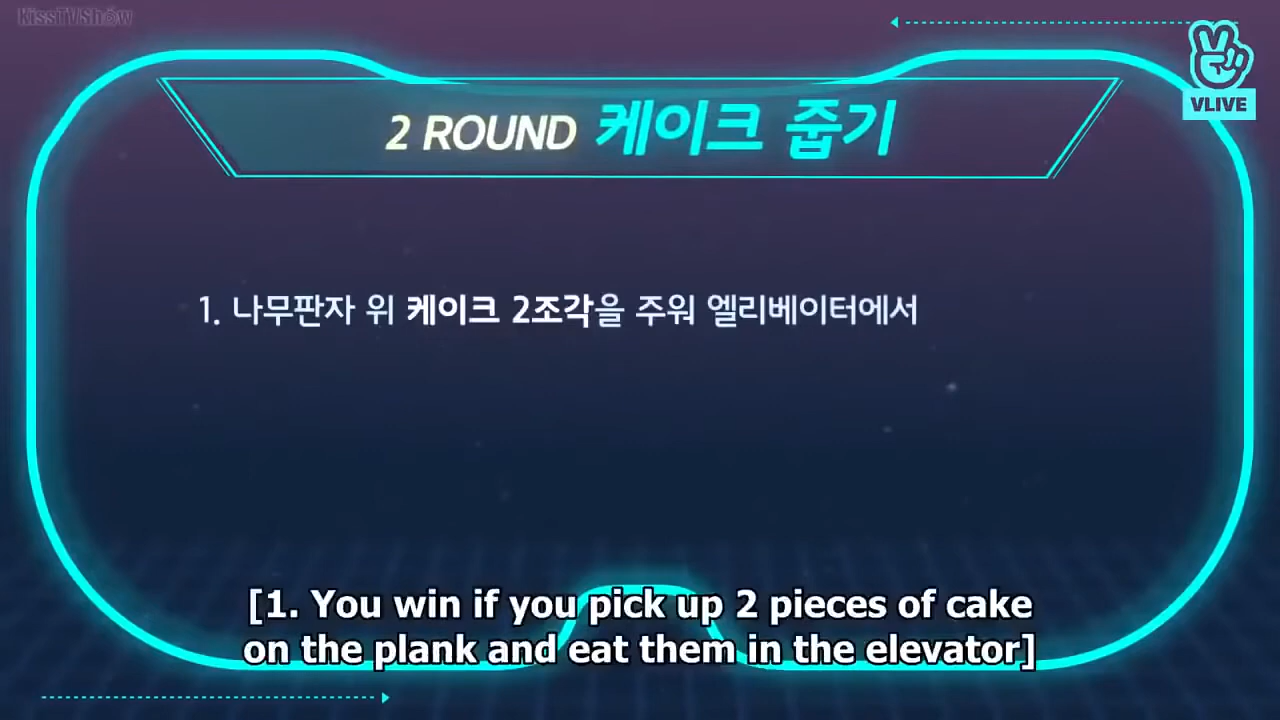 KissTVShow
VLIVE
2 ROUND 케이크 줍기
1. 나무판자 위 케이크 2조각을 주워 엘리베이터에서
[1. You win if you pick up 2 pieces of cake
on the plank and eat them in the elevator]